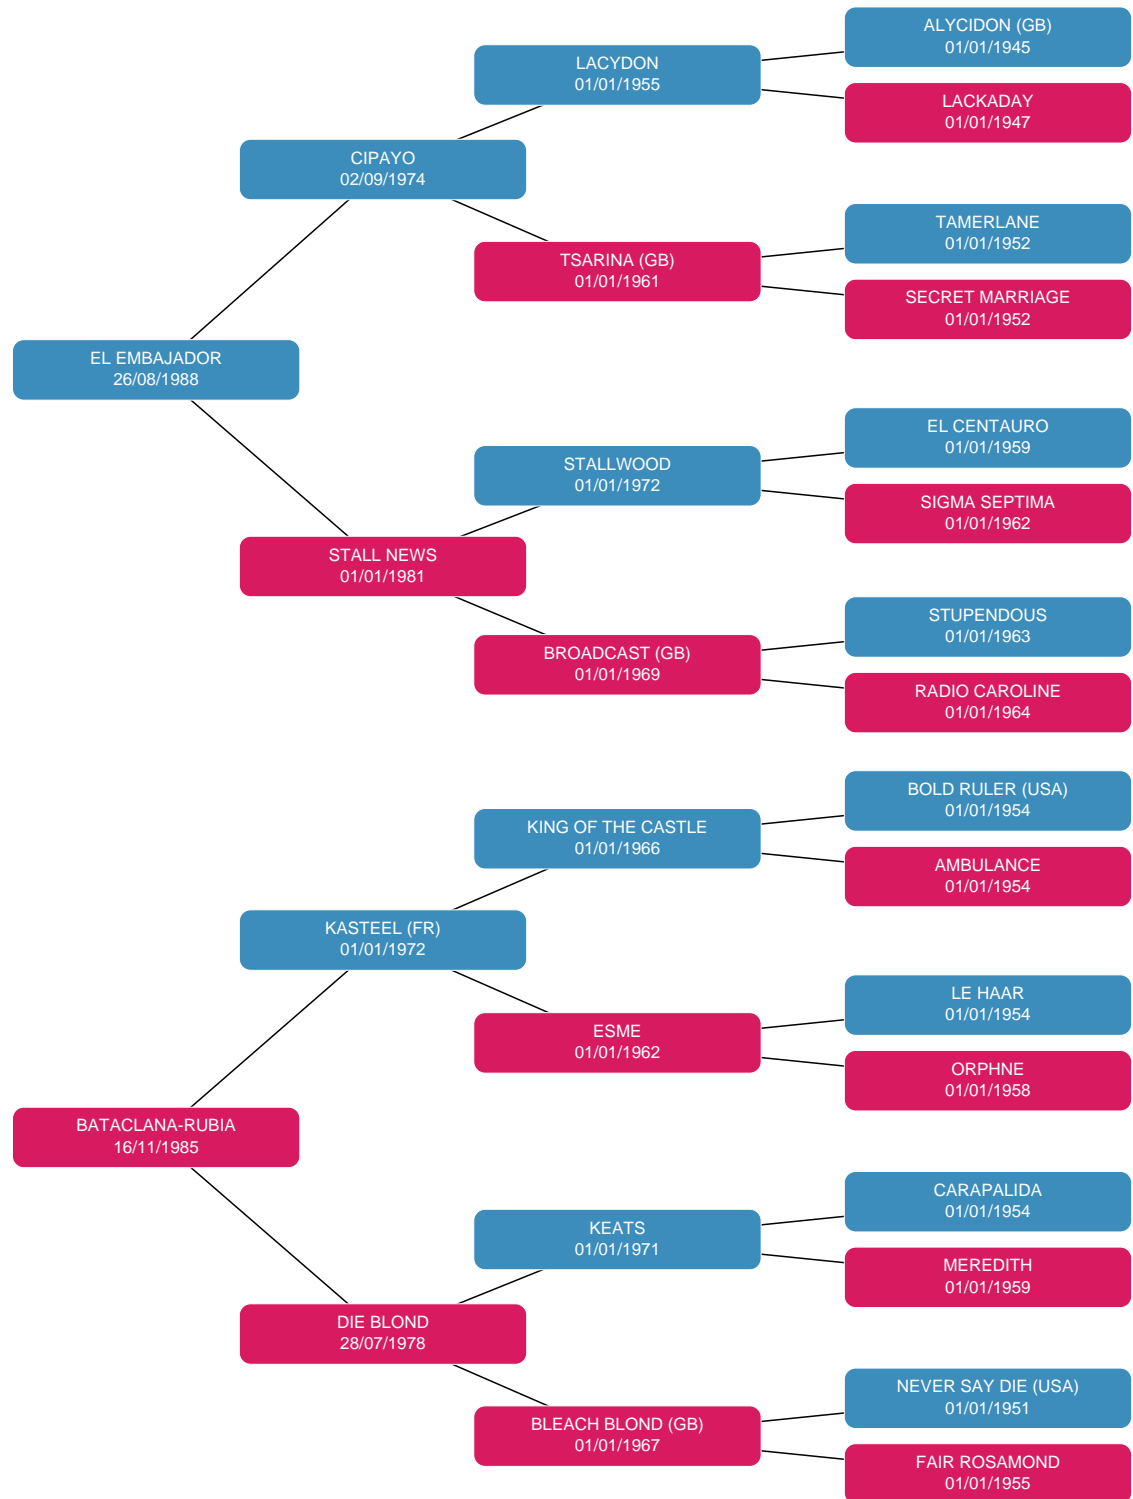 ALYCIDON (GB)
01/01/1945
LACYDON
01/01/1955
LACKADAY
01/01/1947
CIPAYO
02/09/1974
TAMERLANE
01/01/1952
TSARINA (GB)
01/01/1961
SECRET MARRIAGE
01/01/1952
EL EMBAJADOR
26/08/1988
EL CENTAURO
01/01/1959
STALLWOOD
01/01/1972
SIGMA SEPTIMA
01/01/1962
STALL NEWS
01/01/1981
STUPENDOUS
01/01/1963
BROADCAST (GB)
01/01/1969
RADIO CAROLINE
01/01/1964
BOLD RULER (USA)
01/01/1954
KING OF THE CASTLE
01/01/1966
AMBULANCE
01/01/1954
KASTEEL (FR)
01/01/1972
LE HAAR
01/01/1954
ESME
01/01/1962
ORPHNE
01/01/1958
BATACLANA-RUBIA
16/11/1985
CARAPALIDA
01/01/1954
KEATS
01/01/1971
MEREDITH
01/01/1959
DIE BLOND
28/07/1978
NEVER SAY DIE (USA)
01/01/1951
BLEACH BLOND (GB)
01/01/1967
FAIR ROSAMOND
01/01/1955